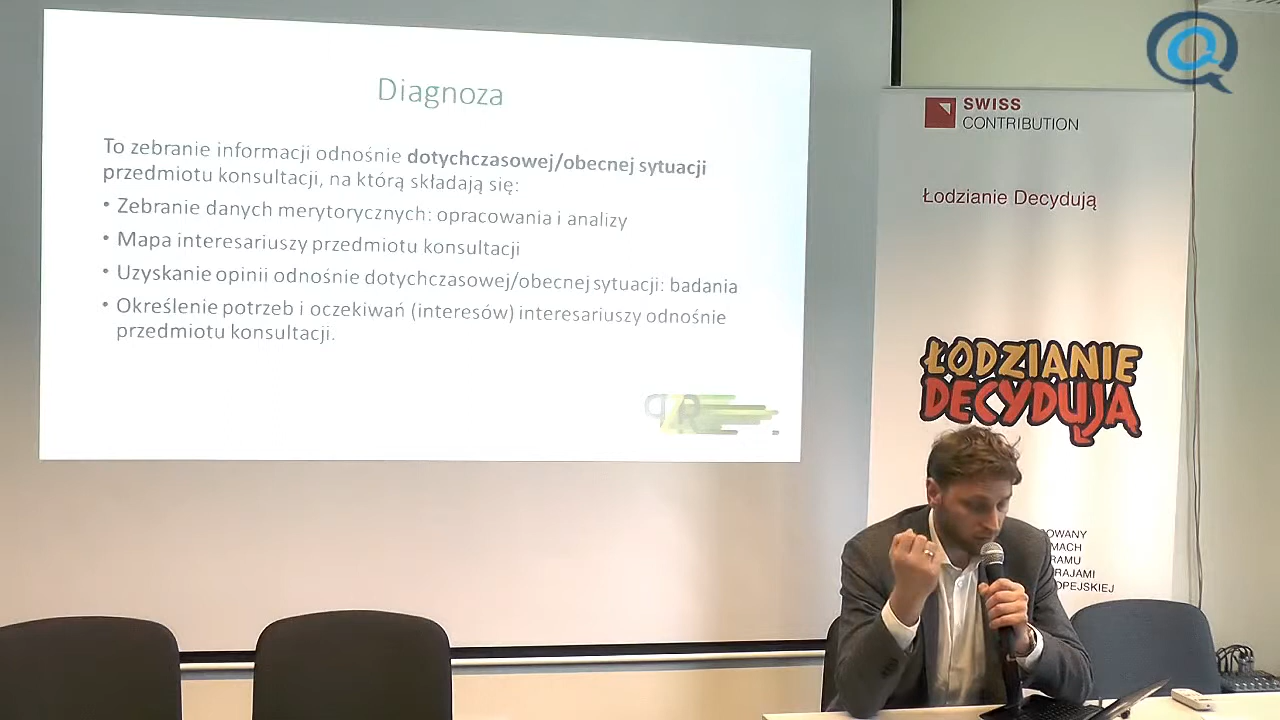 Diagnoza
To zebranie informacji odnośnie dotychczasowej/obecnej sytuacji
przedmiotu konsultacji, na którą składają się:
• Zebranie danych merytorycznych: opracowania i analizy
• Mapa interesariuszy przedmiotu konsultacji
• Uzyskanie opinii odnośnie dotychczasowej/obecnej sytuacji: badania
• Określenie potrzeb i oczekiwań (interesów) interesariuszy odnośnie
przedmiotu konsultacji.
SWISS
CONTRIBUTION
Łodzianie Decydują
ŁODZIANIE
DECYDUJĄ